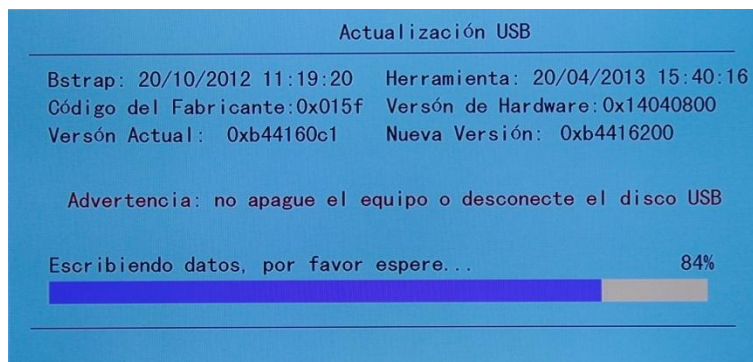 Actualización USB
Bstrap: 20/10/2012 11:19:20 Herramienta: 20/04/2013 15:40:16
Código del Fabricante:0x015f Versón de Hardware:0x14040800
Versón Actual: 0xb44160c1 Nueva Versión: 0xb4416200
Advertencia: no apague el equipo o desconecte el disco USB
Escribiendo datos, por favor espere... 84%